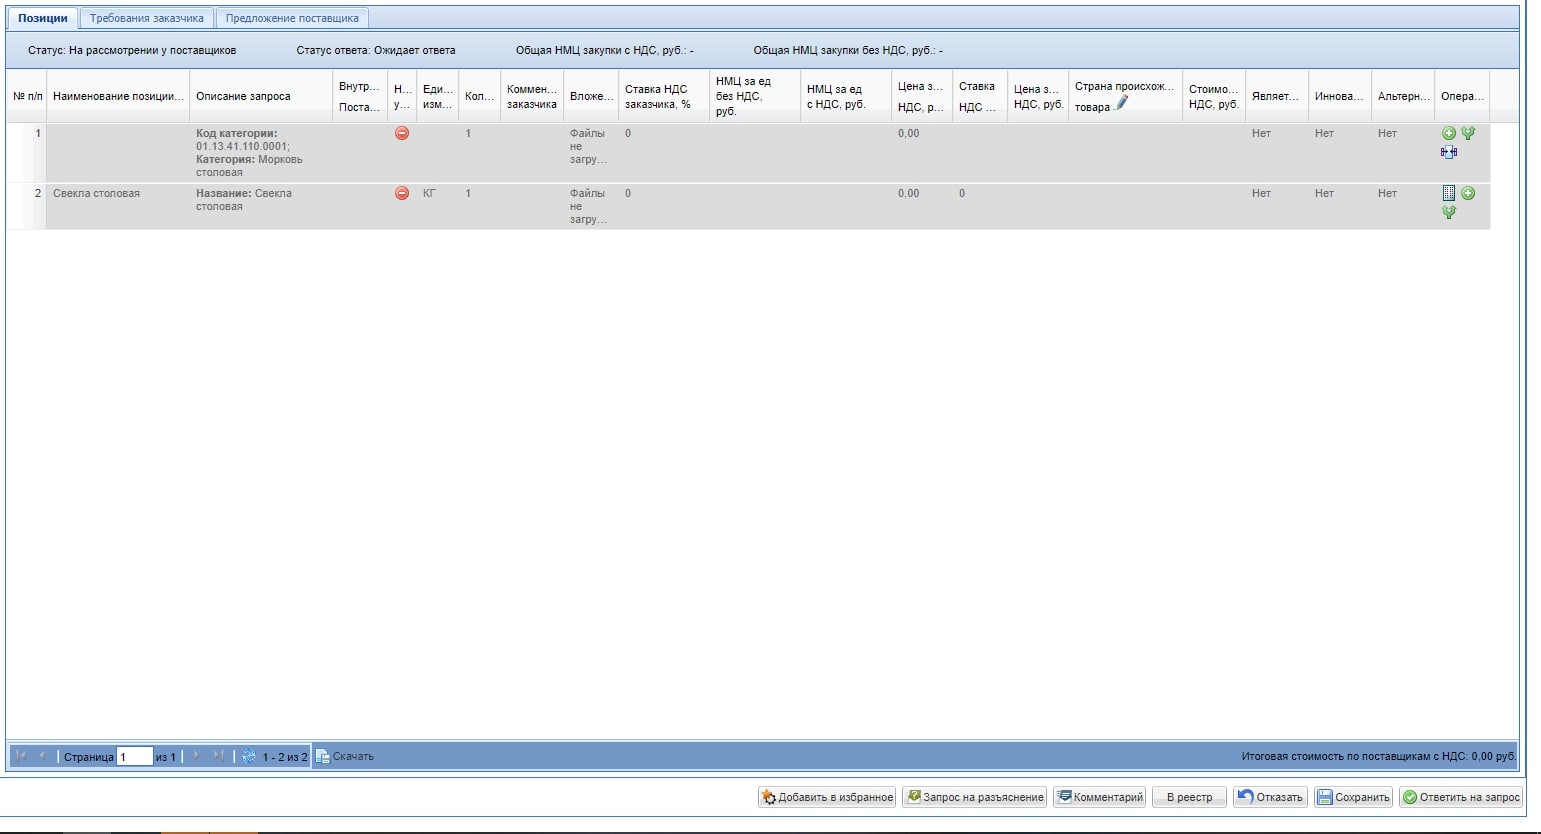 Позиции Требования заказчика Предложение поставщика
Статус: На рассмотрении у поставщиков Статус ответа: Ожидает ответа Общая НМЦ закупки с НДС, руб.: - Общая НМЦ закупки без НДС, руб.: -
№ п/п
Наименование позиции...
Описание запроса
Внутр...
Поста...
Н...
у...
Еди...
изм...
Кол...
Коммен...
заказчика
Вложе...
Ставка НДС
заказчика, %
НМЦ за ед
без НДС,
руб.
НМЦ за ед
с НДС, руб.
Цена з...
НДС, р...
Ставка
НДС ...
Цена з...
НДС, руб.
Страна происхож...
товара
Стоимо...
НДС, руб.
Являет...
Иннова...
Альтерн...
Опера...
1
Код категории:
01.13.41.110.0001;
Категория: Морковь
столовая
1
Файлы
не
загру...
0
0,00
Нет
Нет
Нет
2
Свекла столовая
Название: Свекла
столовая
КГ
1
Файлы
не
загру...
0
0,00
0
Нет
Нет
Нет
Страница 1 из 1 1 - 2 из 2 Скачать Итоговая стоимость по поставщикам с НДС: 0,00 руб.
Добавить в избранное Запрос на разъяснение Комментарий В реестр Отказать Сохранить Ответить на запрос